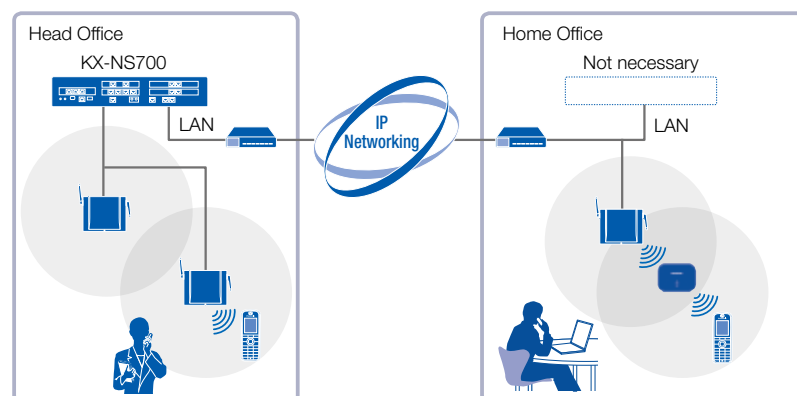 Head Office
KX-NS700
LAN
IP
Networking
Home Office
Not necessary
LAN